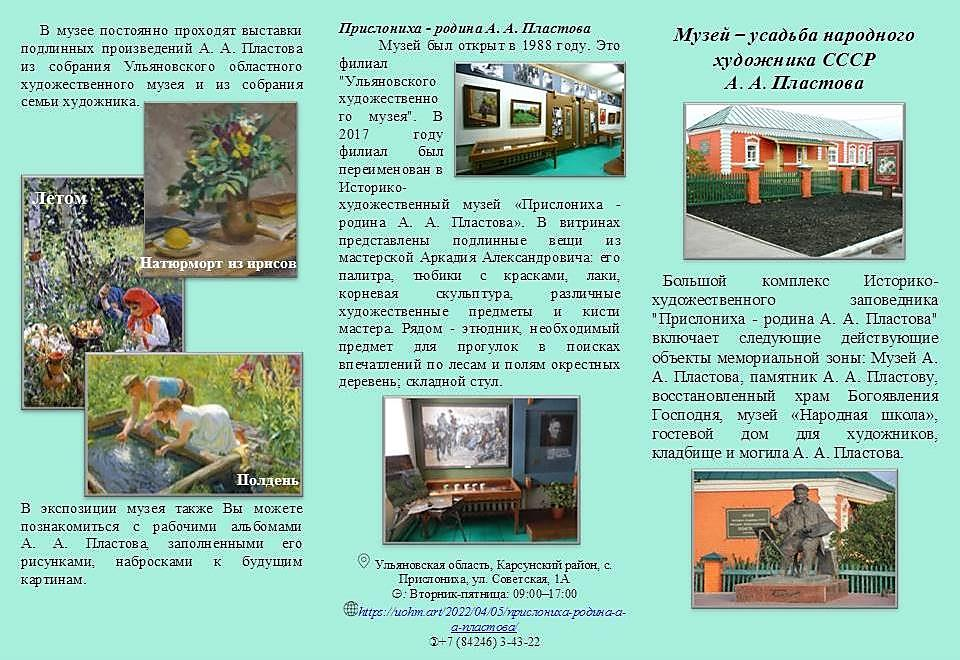 В музее постоянно проходят выставки
подлинных произведений А. А. Пластова
из собрания Ульяновского областного
художественного музея и из собрания
семьи художника.
Натюрморт из ирисов
Летом
Полдень
В экспозиции музея также Вы можете
познакомиться с рабочими альбомами
А. А. Пластова, заполненными его
рисунками, набросками к будущим
картинам.
Прислониха - родина А. А. Пластова
Музей был открыт в 1988 году. Это
филиал
"Ульяновского
художественно
го музея". В
2017 году
филиал был
переименован в
Историко-
художественный музей «Прислониха -
родина А. А. Пластова». В витринах
представлены подлинные вещи из
мастерской Аркадия Александровича: его
палитра, тюбики с красками, лаки,
корневая скульптура, различные
художественные предметы и кисти
мастера. Рядом - этюдник, необходимый
предмет для прогулок в поисках
впечатлений по лесам и полям окрестных
деревень; складной стул.
Ульяновская область, Карсунский район, с.
Прислониха, ул. Советская, 1А
: Вторник-пятница: 09:00–17:00
https://uohm.art/2022/04/05/прислониха-родина-а-
а-пластова/
+7 (84246) 3-43-22
Музей – усадьба народного
художника СССР
А. А. Пластова
Большой комплекс Историко-
художественного заповедника
"Прислониха - родина А. А. Пластова"
включает следующие действующие
объекты мемориальной зоны: Музей А.
А. Пластова, памятник А. А. Пластову,
восстановленный храм Богоявления
Господня, музей «Народная школа»,
гостевой дом для художников,
кладбище и могила А. А. Пластова.